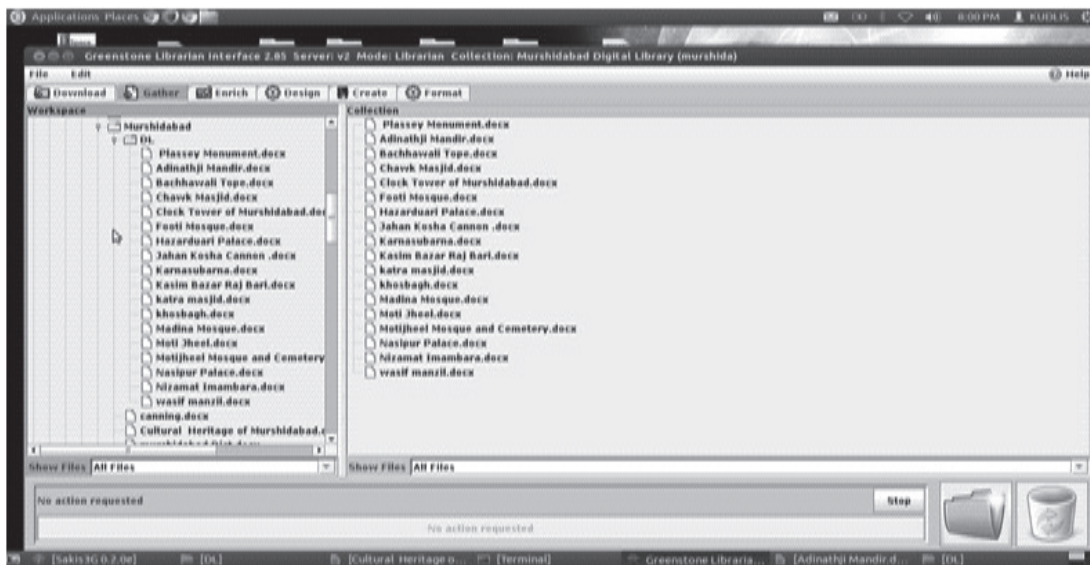 Applications Places 8:00 PM KUDLIS
Greenstone Librarian Interface 2.85 Server: v2 Mode: Librarian Collection: Murshidabad Digital Library (murshida)
File Edit Help
Download Gather Enrich Design Create Format
Workspace
Murshidabad
DL
Plassey Monument.docx
Adinathji Mandir.docx
Bachhawali Tope.docx
Chawk Masjid.docx
Clock Tower of Murshidabad.do
Footi Mosque.docx
Hazarduari Palace.docx
Jahan Kosha Cannon .docx
Karnasubarna.docx
Kasim Bazar Raj Bari.docx
katra masjid.docx
khosbagh.docx
Madina Mosque.docx
Moti Jheel.docx
Motijheel Mosque and Cemetery
Nasipur Palace.docx
Nizamat Imambara.docx
wasif manzil.docx
canning.docx
Cultural Heritage of Murshidabad.
Show Files All Files
Collection
Plassey Monument.docx
Adinathji Mandir.docx
Bachhawali Tope.docx
Chawk Masjid.docx
Clock Tower of Murshidabad.docx
Footi Mosque.docx
Hazarduari Palace.docx
Jahan Kosha Cannon .docx
Karnasubarna.docx
Kasim Bazar Raj Bari.docx
katra masjid.docx
khosbagh.docx
Madina Mosque.docx
Moti Jheel.docx
Motijheel Mosque and Cemetery.docx
Nasipur Palace.docx
Nizamat Imambara.docx
wasif manzil.docx
Show Files All Files
No action requested Stop
No action requested
[Sakis3G 0.2.0e] [DL] [Cultural Heritage o... [Terminal] Greenstone Libraria... [Adinathji Mandir.d... [DL]